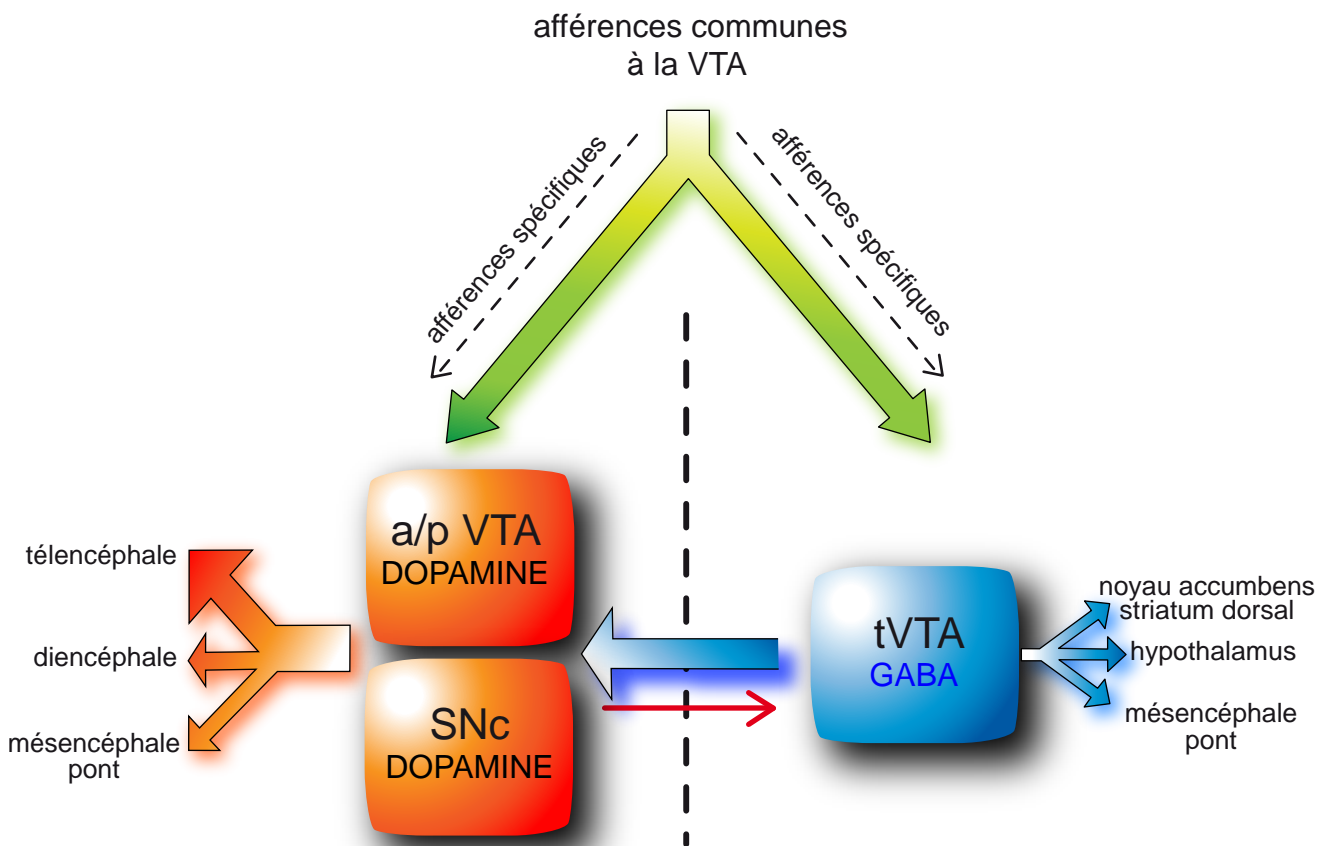 afférences communes
à la VTA
afférences spécifiques
afférences spécifiques
a/p VTA
DOPAMINE
SNc
DOPAMINE
télencéphale
diencéphale
mésencéphale
pont
tVTA
GABA
noyau accumbens
striatum dorsal
hypothalamus
mésencéphale
pont